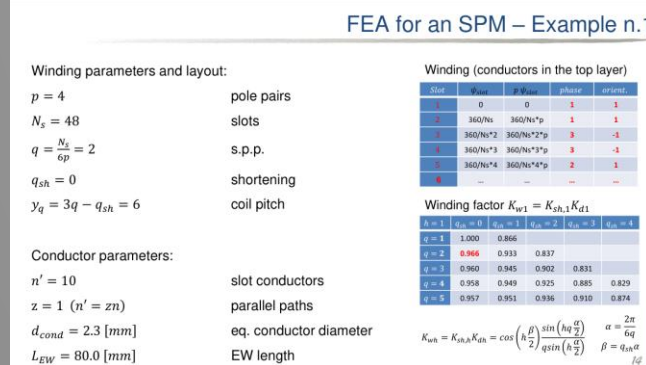 FEA for an SPM – Example n.1
Winding parameters and layout:
p = 4 pole pairs
N_s = 48 slots
q = N_s/6p = 2 s.p.p.
q_sh = 0 shortening
y_q = 3q − q_sh = 6 coil pitch
Conductor parameters:
n′ = 10 slot conductors
z = 1 (n′ = zn) parallel paths
d_cond = 2.3 [mm] eq. conductor diameter
L_EW = 80.0 [mm] EW length
Winding (conductors in the top layer)
Slot ψ_slot p ψ_slot phase orient.
1 0 0 1 1
2 360/Ns 360/Ns*p 1 1
3 360/Ns*2 360/Ns*2*p 3 -1
4 360/Ns*3 360/Ns*3*p 3 -1
5 360/Ns*4 360/Ns*4*p 2 1
6 ... ... ... ...
Winding factor K_w1 = K_sh,1 K_d1
h = 1 q_sh = 0 q_sh = 1 q_sh = 2 q_sh = 3 q_sh = 4
q = 1 1.000 0.866
q = 2 0.966 0.933 0.837
q = 3 0.960 0.945 0.902 0.831
q = 4 0.958 0.949 0.925 0.885 0.829
q = 5 0.957 0.951 0.936 0.910 0.874
K_wh = K_sh,h K_dh = cos(h β/2) sin(hq α/2) / q sin(h α/2) α = 2π/6q
β = q_sh α
14